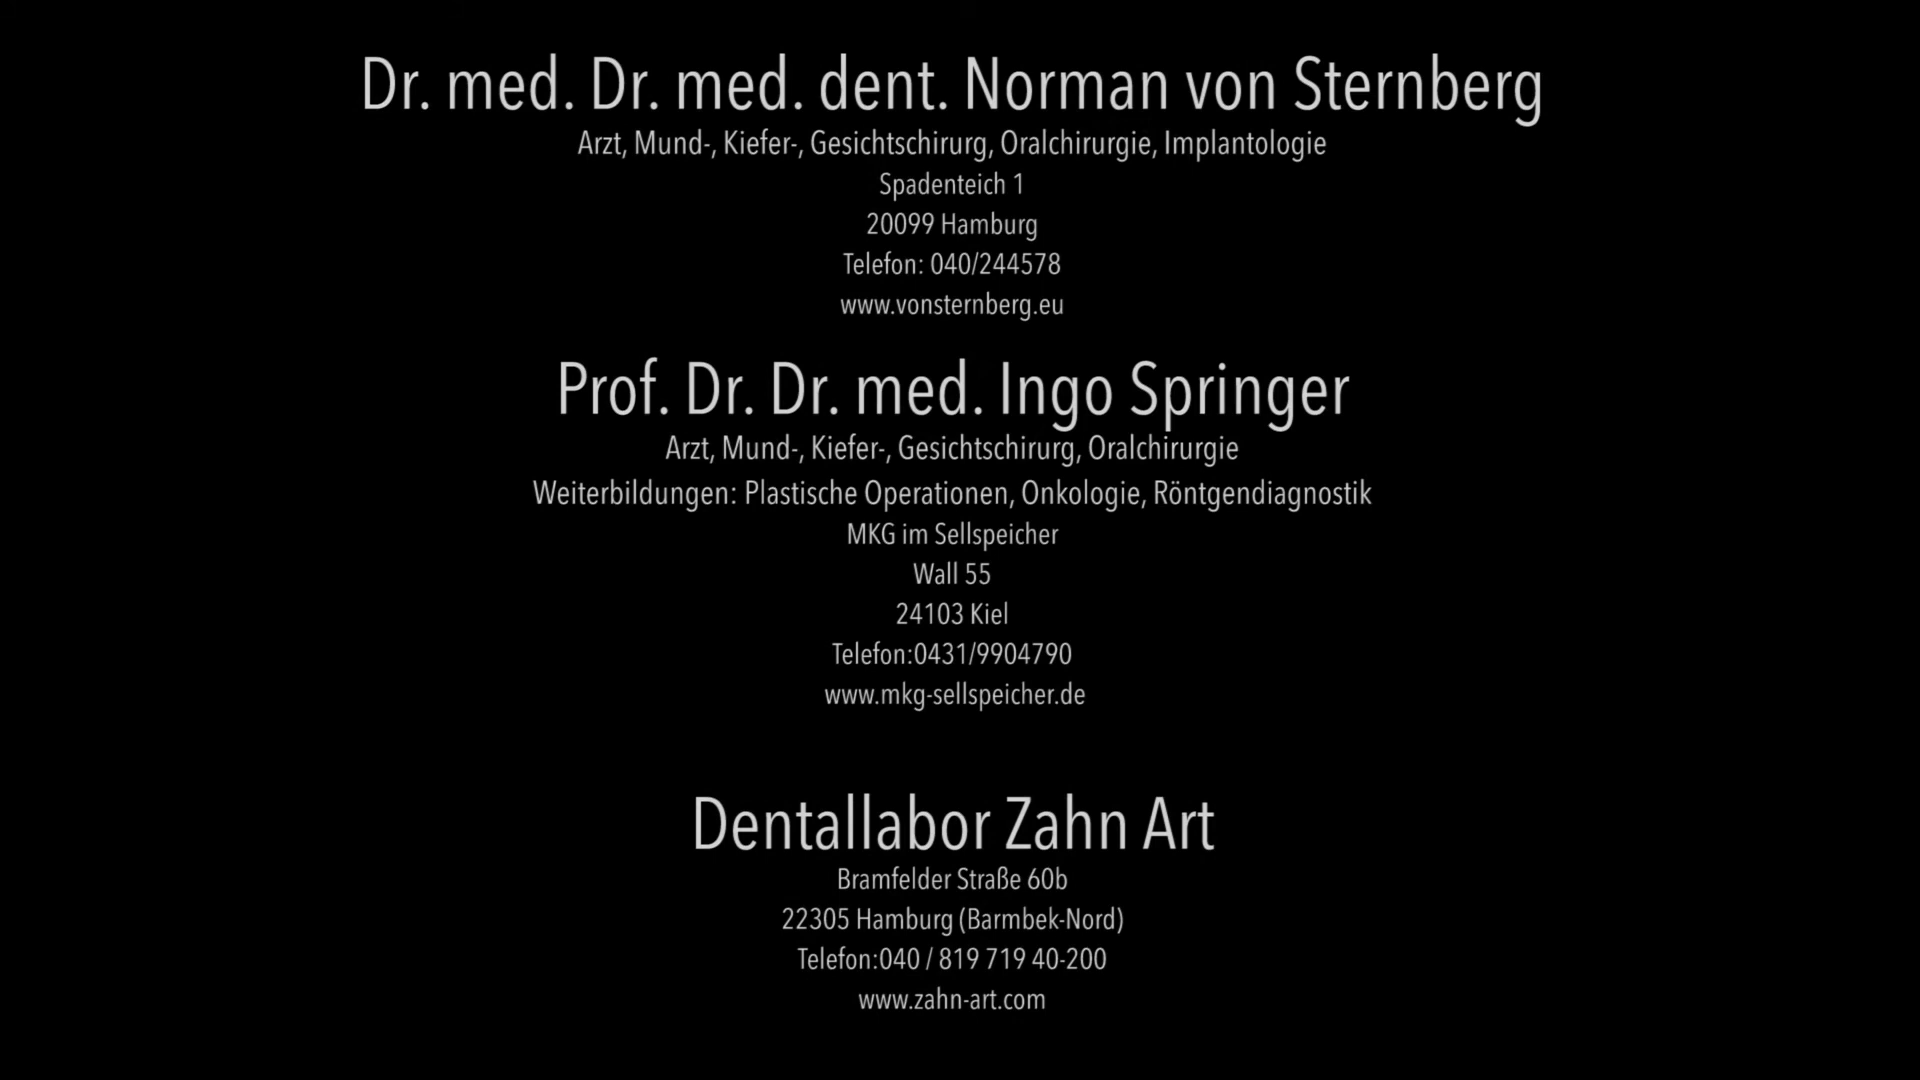 Dr. med. Dr. med. dent. Norman von Sternberg
Arzt, Mund-, Kiefer-, Gesichtschirurg, Oralchirurgie, Implantologie
Spadenteich 1
20099 Hamburg
Telefon: 040/244578
www.vonsternberg.eu
Prof. Dr. Dr. med. Ingo Springer
Arzt, Mund-, Kiefer-, Gesichtschirurg, Oralchirurgie
Weiterbildungen: Plastische Operationen, Onkologie, Röntgendiagnostik
MKG im Sellspeicher
Wall 55
24103 Kiel
Telefon:0431/9904790
www.mkg-sellspeicher.de
Dentallabor Zahn Art
Bramfelder Straße 60b
22305 Hamburg (Barmbek-Nord)
Telefon:040 / 819 719 40-200
www.zahn-art.com